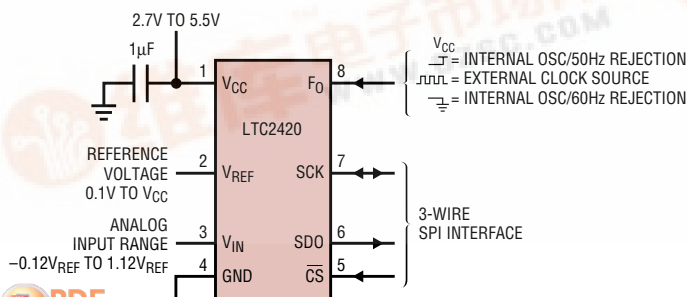 2.7V TO 5.5V
1µF
1
VCC
FO
8
VCC
= INTERNAL OSC/50Hz REJECTION
= EXTERNAL CLOCK SOURCE
= INTERNAL OSC/60Hz REJECTION
LTC2420
REFERENCE
VOLTAGE
0.1V TO VCC
2
VREF
SCK
7
ANALOG
INPUT RANGE
–0.12VREF TO 1.12VREF
3
VIN
SDO
6
3-WIRE
SPI INTERFACE
4
GND
CS
5
PDF